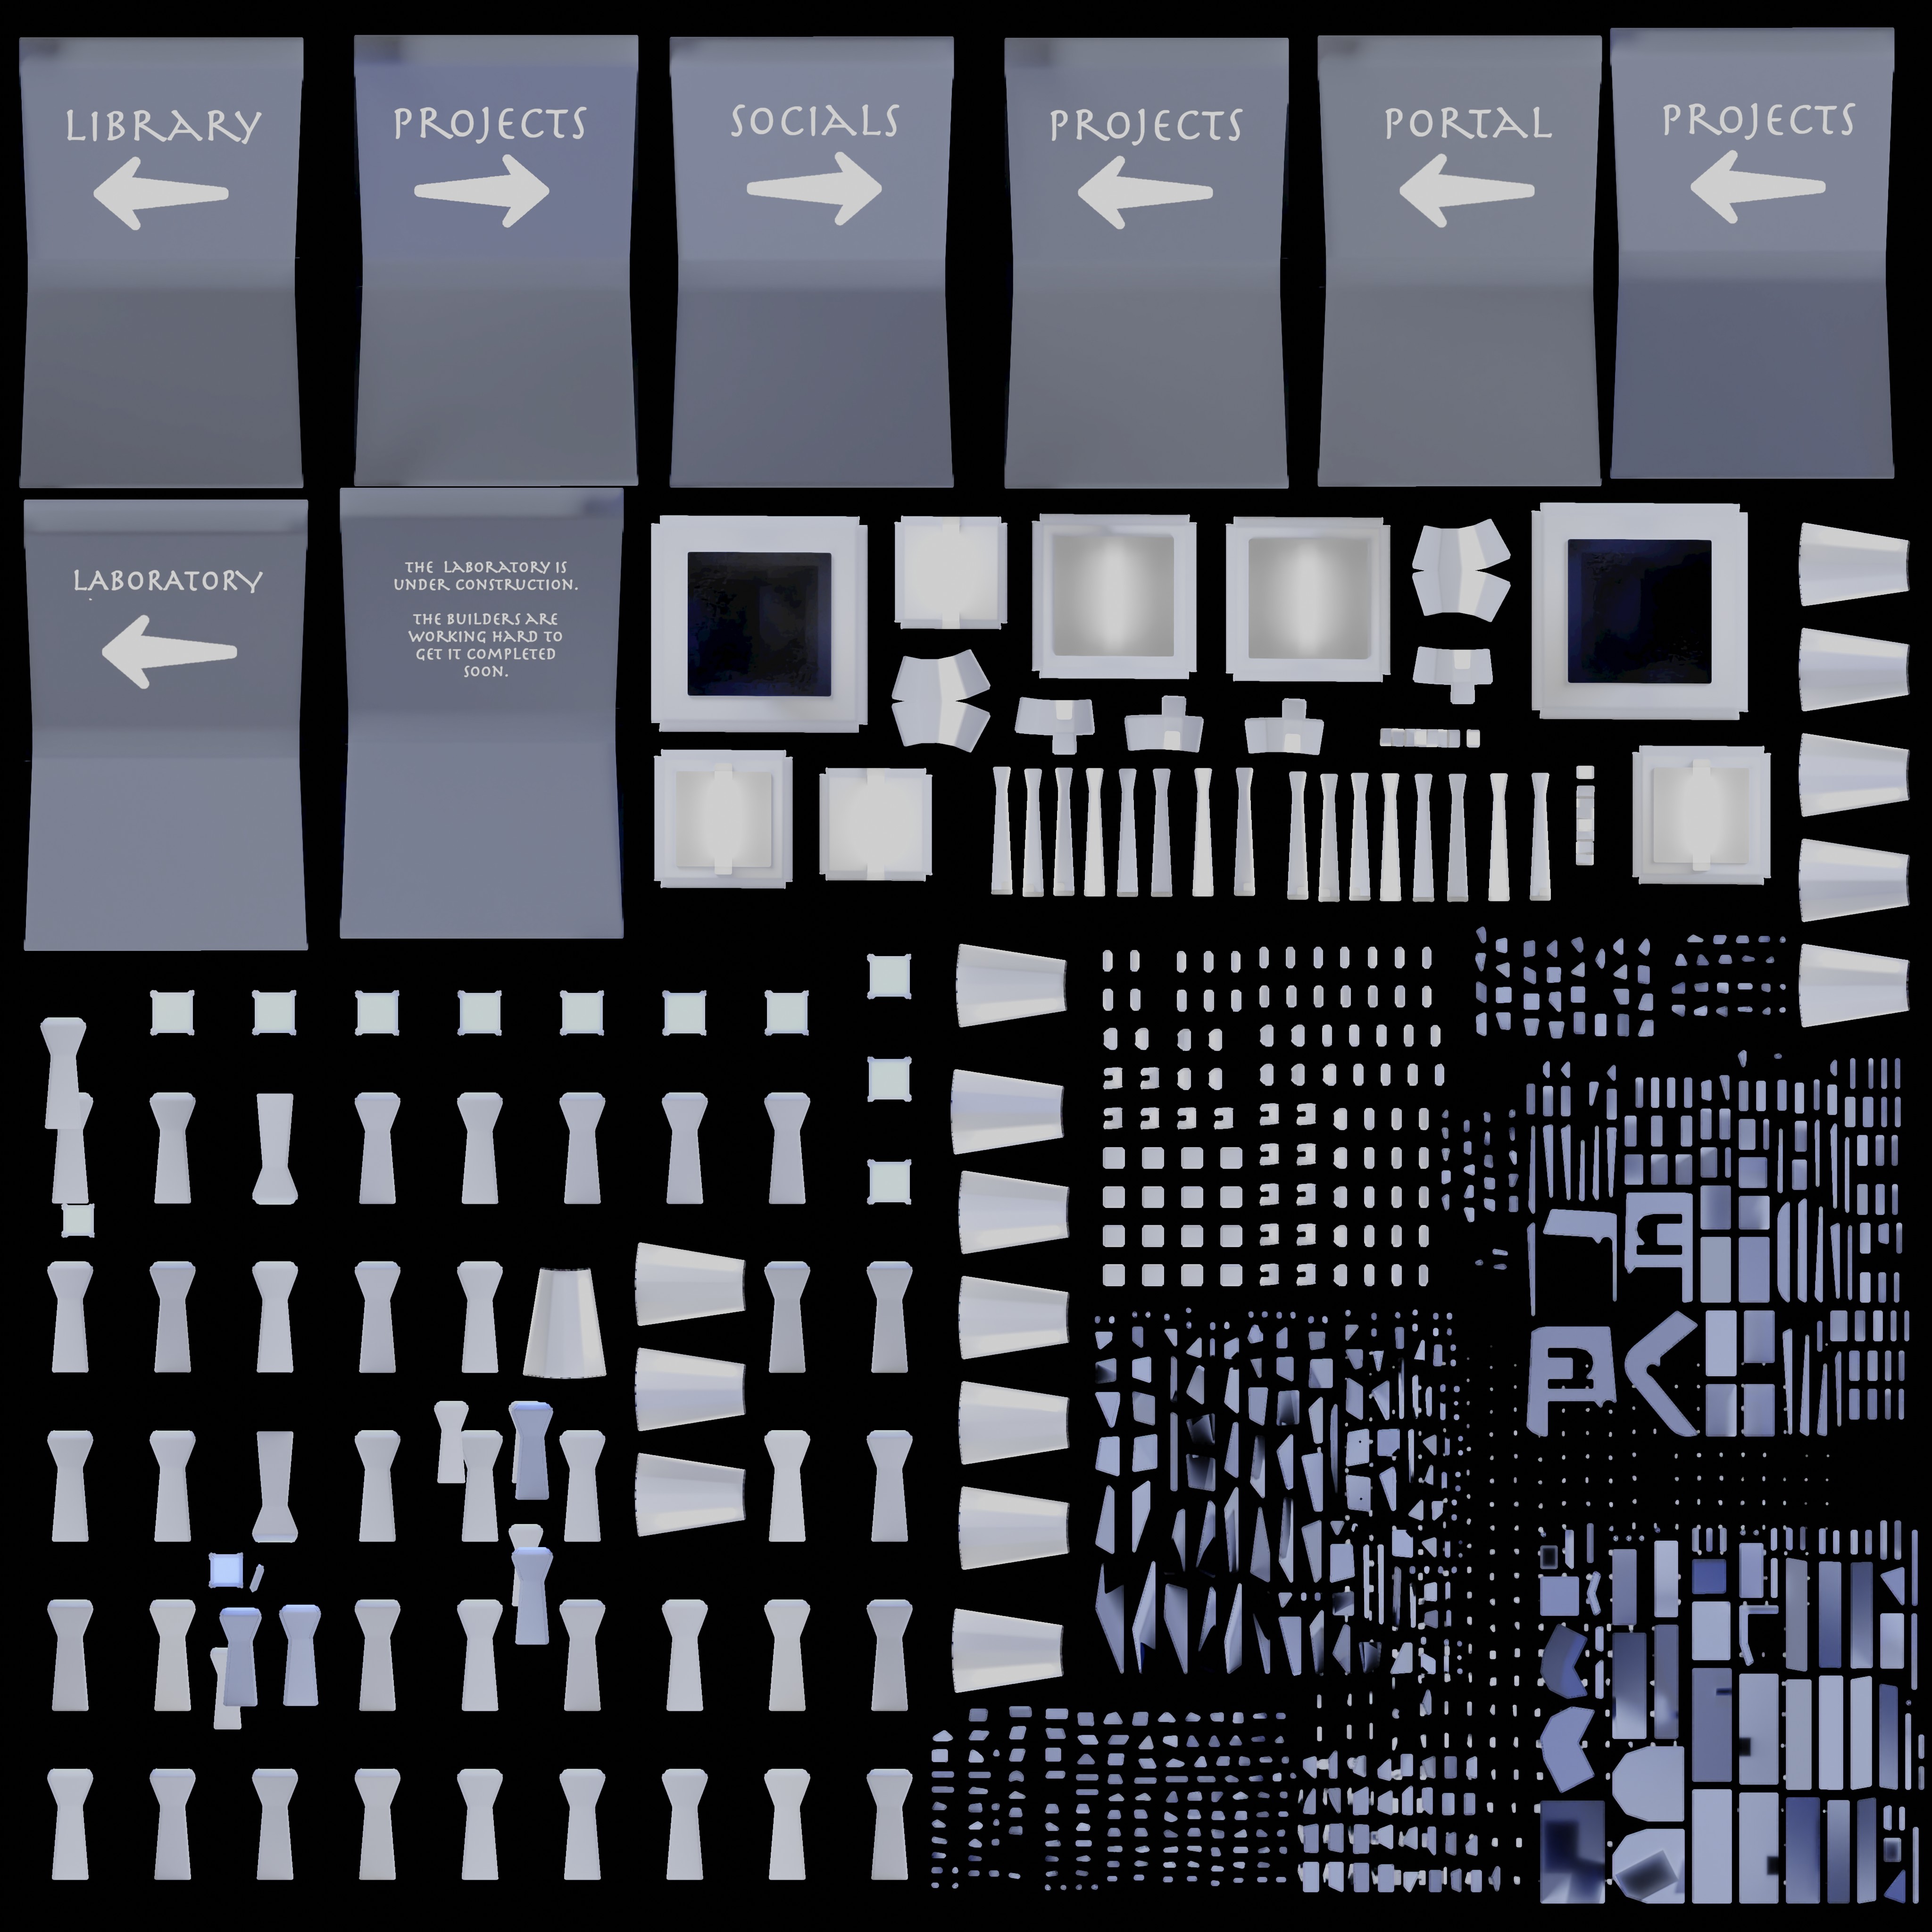 LIBRARY
PROJECTS
SOCIALS
PROJECTS
PORTAL
PROJECTS
LABORATORY
THE LABORATORY IS
UNDER CONSTRUCTION.
THE BUILDERS ARE
WORKING HARD TO
GET IT COMPLETED
SOON.